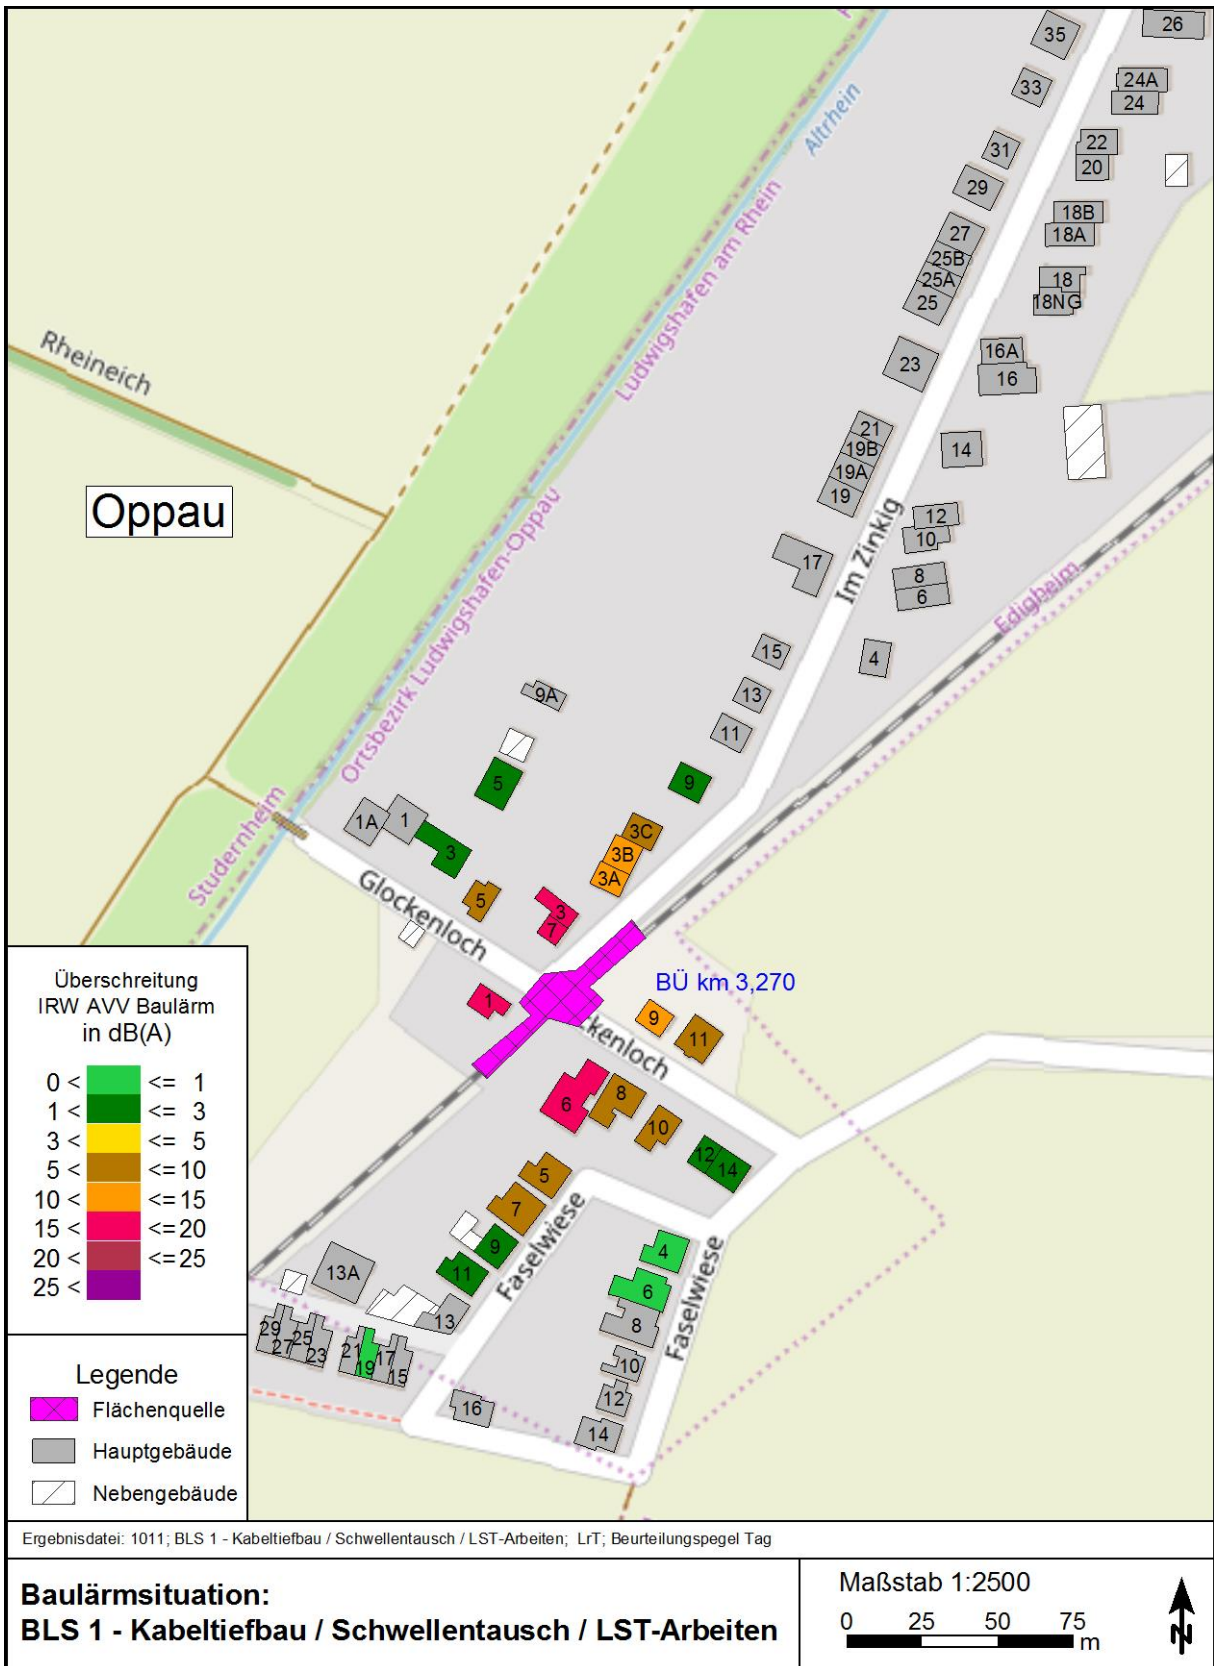 35
26
33
24A
24
Altrhein
22
20
31
29
18B
18A
27
25B
25A
25
18
18NG
Ludwigshafen am Rhein
Rheineich
23
16A
16
21
19B
19A
19
14
Oppau
Ortsbezirk Ludwigshafen-Oppau
Im Zinkig
12
10
17
8
6
Edigheim
15
4
9A
13
11
5
9
Studernheim
1A
1
3
3C
3B
3A
5
Glockenloch
3
7
BÜ km 3,270
1
9
11
ckenloch
6
8
10
12
14
5
7
9
11
Faselwiese
4
6
8
Faselwiese
13A
13
29
27
25
23
21
19
17
15
10
12
16
14
Überschreitung
IRW AVV Baulärm
in dB(A)
0 < <= 1
1 < <= 3
3 < <= 5
5 < <= 10
10 < <= 15
15 < <= 20
20 < <= 25
25 <
Legende
Flächenquelle
Hauptgebäude
Nebengebäude
Ergebnisdatei: 1011; BLS 1 - Kabeltiefbau / Schwellentausch / LST-Arbeiten; LrT; Beurteilungspegel Tag
Baulärmsituation:
BLS 1 - Kabeltiefbau / Schwellentausch / LST-Arbeiten
Maßstab 1:2500
0 25 50 75
m
N